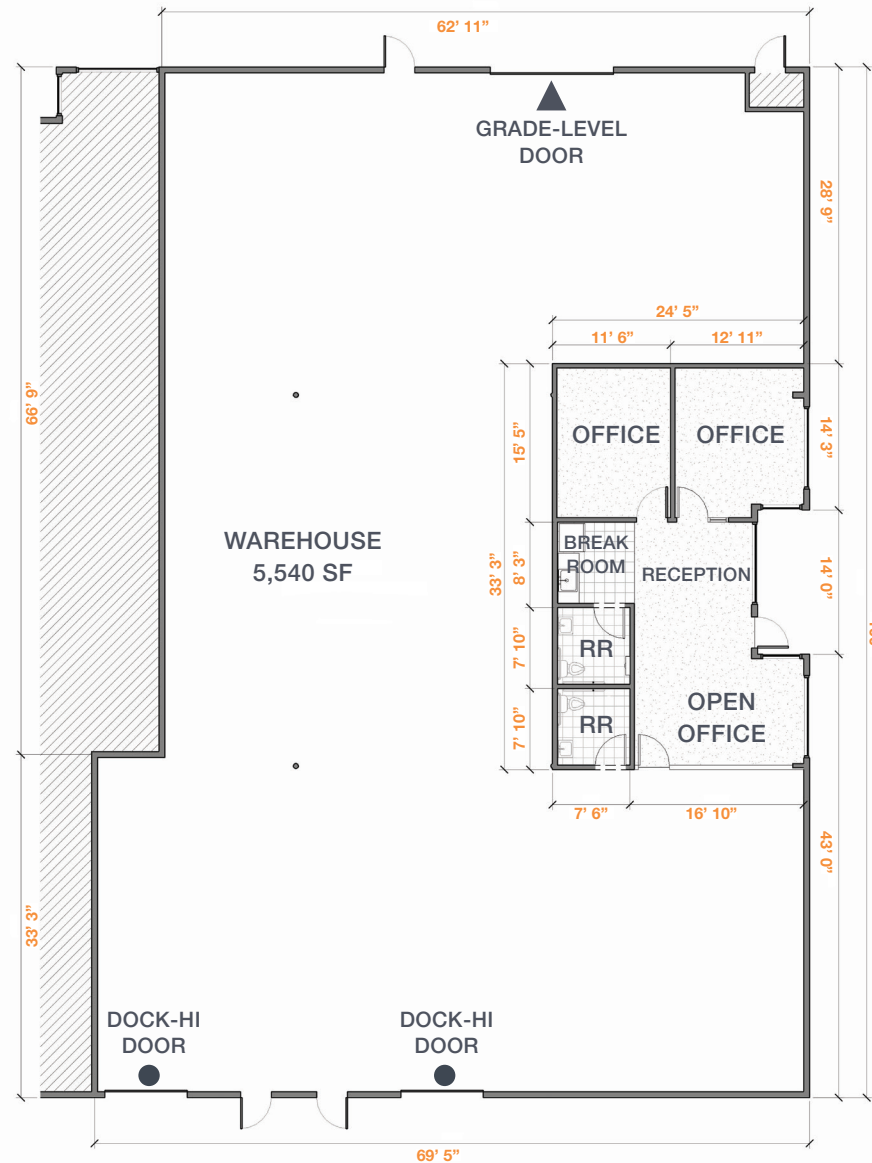 62' 11"
GRADE-LEVEL
DOOR
28' 9"
24' 5"
11' 6"
12' 11"
66' 9"
OFFICE
OFFICE
15' 5"
14' 3"
WAREHOUSE
5,540 SF
33' 3"
8' 3"
BREAK
ROOM
RECEPTION
14' 0"
7' 10"
RR
7' 10"
RR
OPEN
OFFICE
7' 6"
16' 10"
43' 0"
33' 3"
DOCK-HI
DOOR
DOCK-HI
DOOR
69' 5"